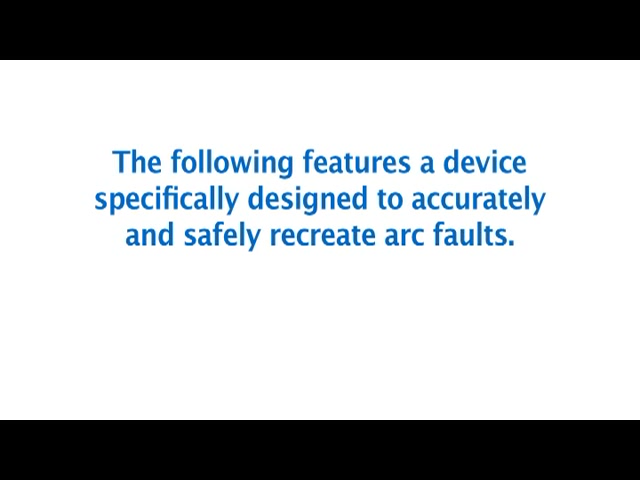 The following features a device
specifically designed to accurately
and safely recreate arc faults.